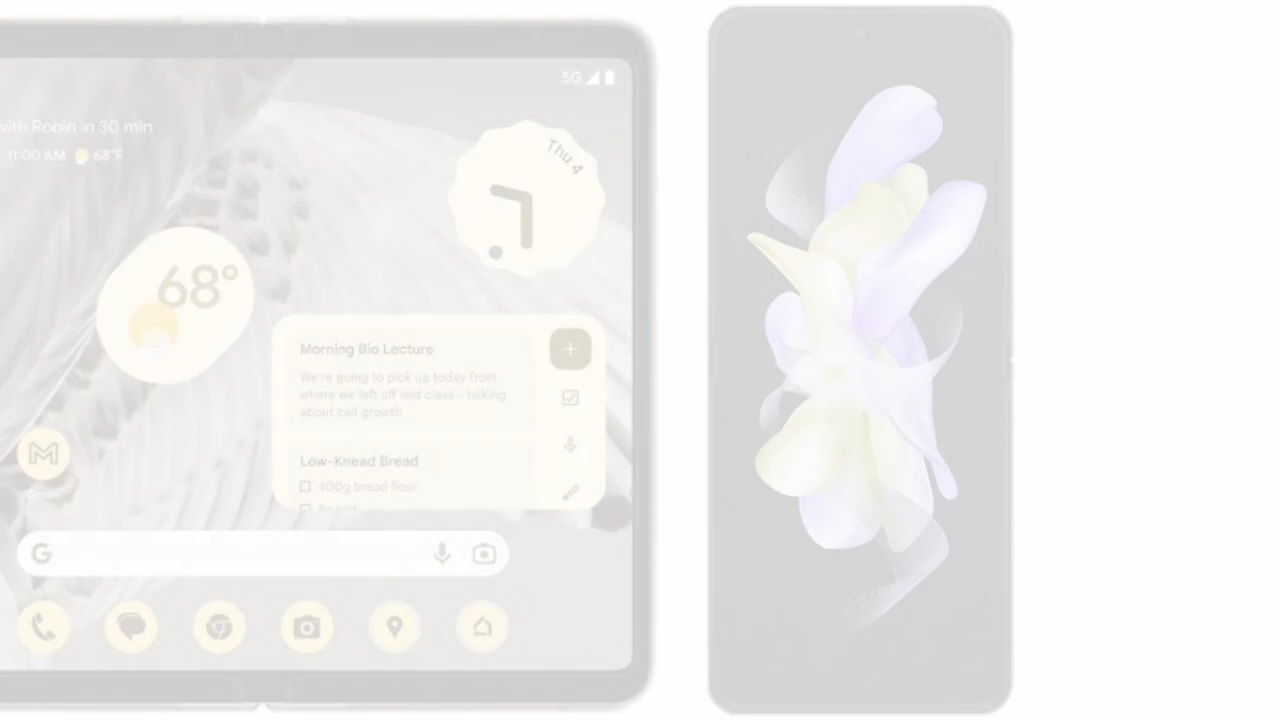 5G
with Robin in 30 min
11:00 AM 68°F
Thu 4
68°
Morning Bio Lecture
We're going to pick up today from
where we left off last class - talking
about cell growth
Low-Knead Bread
400g bread flour
G